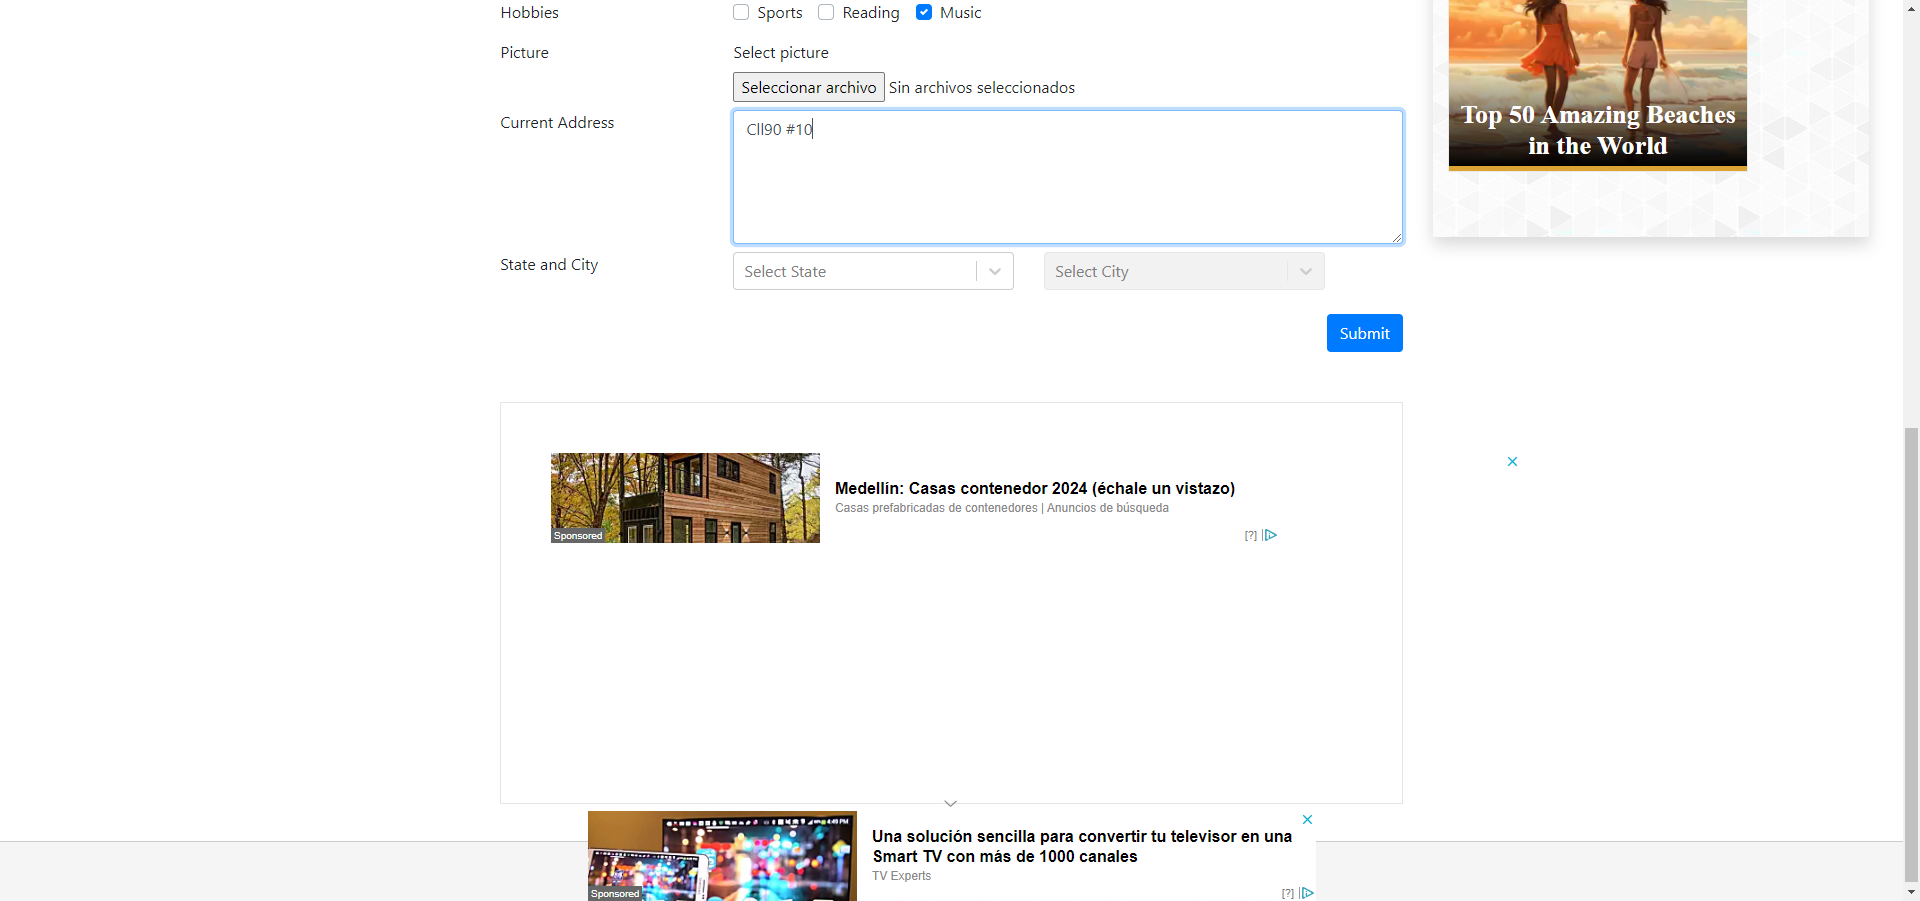 Hobbies
Sports Reading Music
Picture
Select picture
Seleccionar archivo Sin archivos seleccionados
Current Address
Cll90 #10
State and City
Select State
Select City
Submit
Top 50 Amazing Beaches
in the World
Sponsored
Medellín: Casas contenedor 2024 (échale un vistazo)
Casas prefabricadas de contenedores | Anuncios de búsqueda
[?]
Sponsored
Una solución sencilla para convertir tu televisor en una
Smart TV con más de 1000 canales
TV Experts
[?]